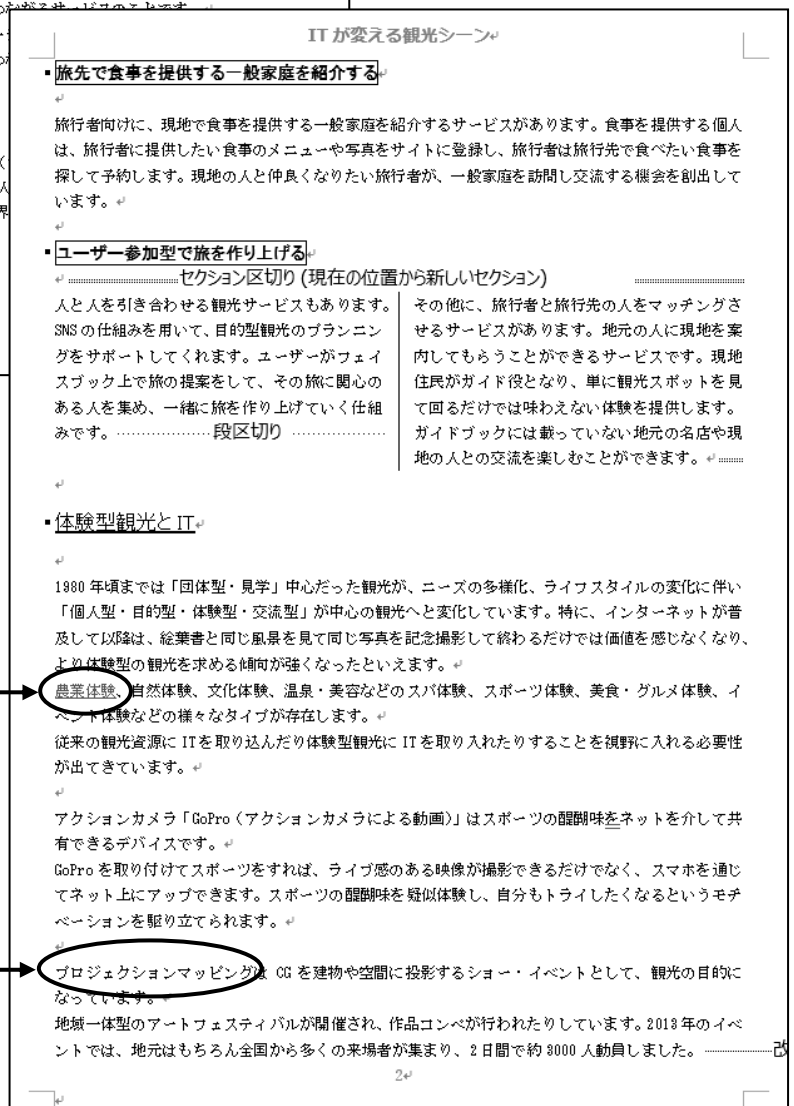 ながるサービスのことです。
IT が変える観光シーン
旅先で食事を提供する一般家庭を紹介する
旅行者向けに、現地で食事を提供する一般家庭を紹介するサービスがあります。食事を提供する個人
は、旅行者に提供したい食事のメニューや写真をサイトに登録し、旅行者は旅行先で食べたい食事を
探して予約します。現地の人と仲良くなりたい旅行者が、一般家庭を訪問し交流する機会を創出して
います。
ユーザー参加型で旅を作り上げる
セクション区切り (現在の位置から新しいセクション)
人と人を引き合わせる観光サービスもあります。
SNS の仕組みを用いて、目的型観光のプランニン
グをサポートしてくれます。ユーザーがフェイ
スブック上で旅の提案をして、その旅に関心の
ある人を集め、一緒に旅を作り上げていく仕組
みです。
段区切り
その他に、旅行者と旅行先の人をマッチングさ
せるサービスがあります。地元の人に現地を案
内してもらうことができるサービスです。現地
住民がガイド役となり、単に観光スポットを見
て回るだけでは味わえない体験を提供します。
ガイドブックには載っていない地元の名店や現
地の人との交流を楽しむことができます。
体験型観光と IT
1980 年頃までは「団体型・見学」中心だった観光が、ニーズの多様化、ライフスタイルの変化に伴い
「個人型・目的型・体験型・交流型」が中心の観光へと変化しています。特に、インターネットが普
及して以降は、絵葉書と同じ風景を見て同じ写真を記念撮影して終わるだけでは価値を感じなくなり、
より体験型の観光を求める傾向が強くなったといえます。
農業体験、自然体験、文化体験、温泉・美容などのスパ体験、スポーツ体験、美食・グルメ体験、イ
ベント体験などの様々なタイプが存在します。
従来の観光資源に ITを取り込んだり体験型観光に ITを取り入れたりすることを視野に入れる必要性
が出てきています。
アクションカメラ「GoPro（アクションカメラによる動画）」はスポーツの醍醐味をネットを介して共
有できるデバイスです。
GoPro を取り付けてスポーツをすれば、ライブ感のある映像が撮影できるだけでなく、スマホを通じ
てネット上にアップできます。スポーツの醍醐味を疑似体験し、自分もトライしたくなるというモチ
ベーションを駆り立てられます。
プロジェクションマッピングは CG を建物や空間に投影するショー・イベントとして、観光の目的に
なっています。
地域一体型のアートフェスティバルが開催され、作品コンペが行われたりしています。2013 年のイベ
ントでは、地元はもちろん全国から多くの来場者が集まり、2 日間で約 3000 人動員しました。
改
2